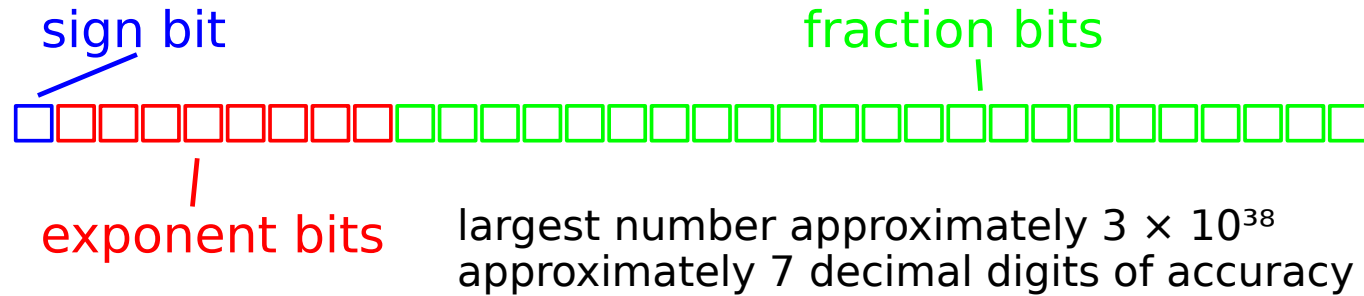 sign bit
fraction bits
exponent bits
largest number approximately 3 × 10³⁸
approximately 7 decimal digits of accuracy